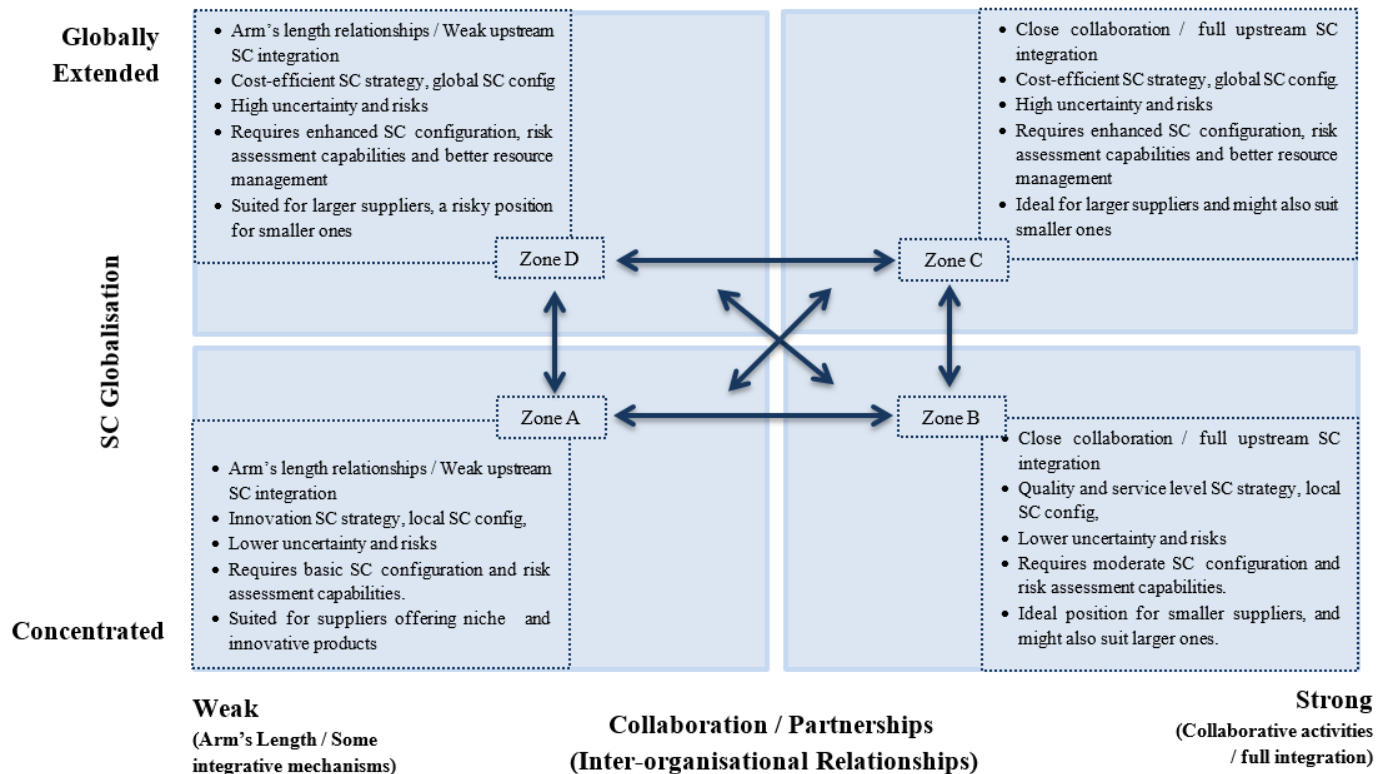 Globally
Extended
• Arm's length relationships / Weak upstream
SC integration
• Cost-efficient SC strategy, global SC config
• High uncertainty and risks
• Requires enhanced SC configuration, risk
assessment capabilities and better resource
management
• Suited for larger suppliers, a risky position
for smaller ones
Zone D
• Close collaboration / full upstream SC
integration
• Cost-efficient SC strategy, global SC config.
• High uncertainty and risks
• Requires enhanced SC configuration, risk
assessment capabilities and better resource
management
• Ideal for larger suppliers and might also suit
smaller ones
Zone C
SC Globalisation
Zone A
• Arm's length relationships / Weak upstream
SC integration
• Innovation SC strategy, local SC config,
• Lower uncertainty and risks
• Requires basic SC configuration and risk
assessment capabilities.
• Suited for suppliers offering niche and
innovative products
Zone B
• Close collaboration / full upstream SC
integration
• Quality and service level SC strategy, local
SC config,
• Lower uncertainty and risks
• Requires moderate SC configuration and
risk assessment capabilities.
• Ideal position for smaller suppliers, and
might also suit larger ones.
Concentrated
Weak
(Arm's Length / Some
integrative mechanisms)
Collaboration / Partnerships
(Inter-organisational Relationships)
Strong
(Collaborative activities
/ full integration)